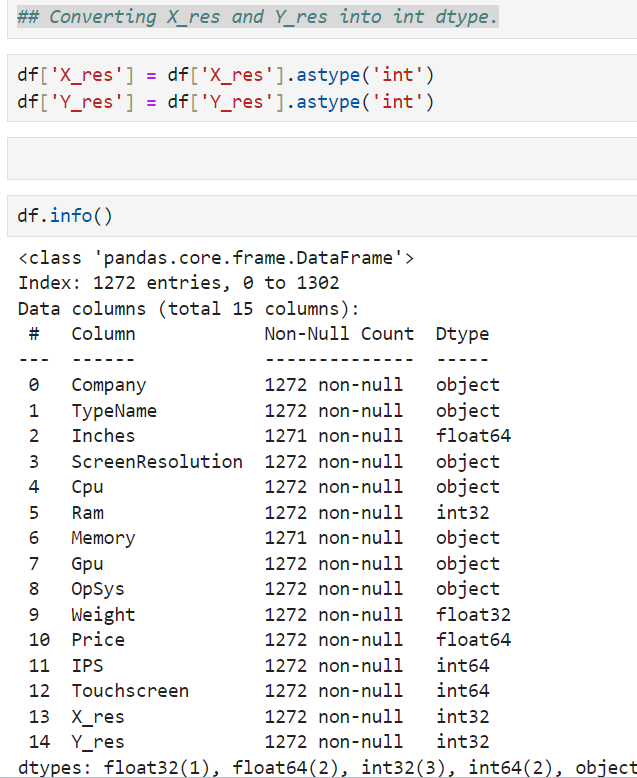 ## Converting X_res and Y_res into int dtype.
df['X_res'] = df['X_res'].astype('int')
df['Y_res'] = df['Y_res'].astype('int')
df.info()
<class 'pandas.core.frame.DataFrame'>
Index: 1272 entries, 0 to 1302
Data columns (total 15 columns):
 #   Column            Non-Null Count  Dtype
---  ------            --------------  -----
 0   Company           1272 non-null   object
 1   TypeName          1272 non-null   object
 2   Inches            1271 non-null   float64
 3   ScreenResolution  1272 non-null   object
 4   Cpu               1272 non-null   object
 5   Ram               1272 non-null   int32
 6   Memory            1271 non-null   object
 7   Gpu               1272 non-null   object
 8   OpSys             1272 non-null   object
 9   Weight            1272 non-null   float32
 10  Price             1272 non-null   float64
 11  IPS               1272 non-null   int64
 12  Touchscreen       1272 non-null   int64
 13  X_res             1272 non-null   int32
 14  Y_res             1272 non-null   int32
dtypes: float32(1), float64(2), int32(3), int64(2), object